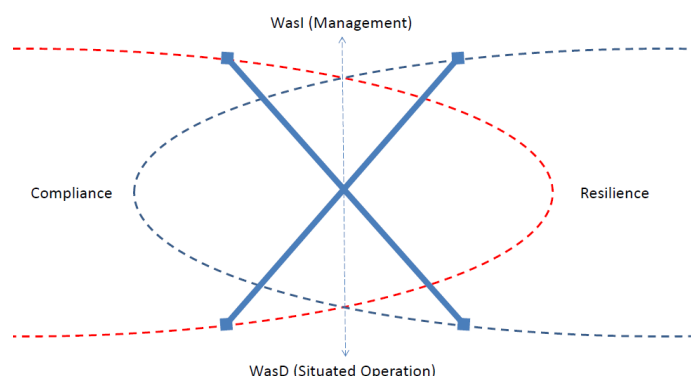 WasI (Management)
Compliance
Resilience
WasD (Situated Operation)